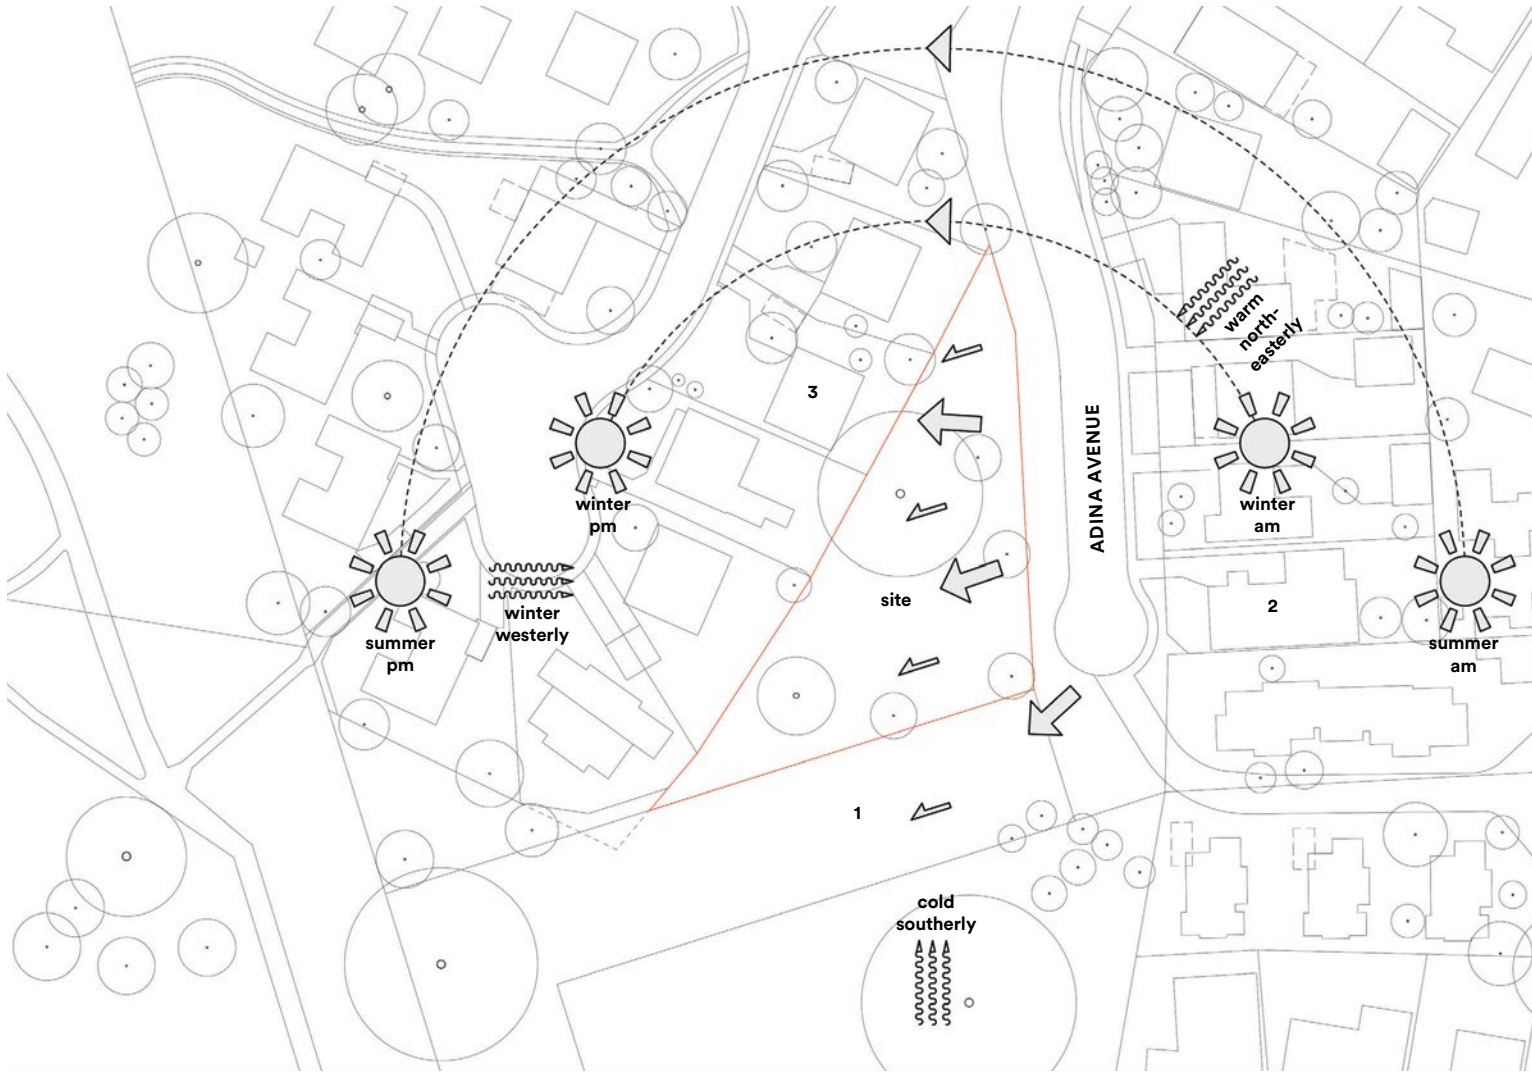 warm
north-
easterly
3
ADINA AVENUE
winter
pm
winter
am
site
2
winter
westerly
summer
pm
summer
am
1
cold
southerly